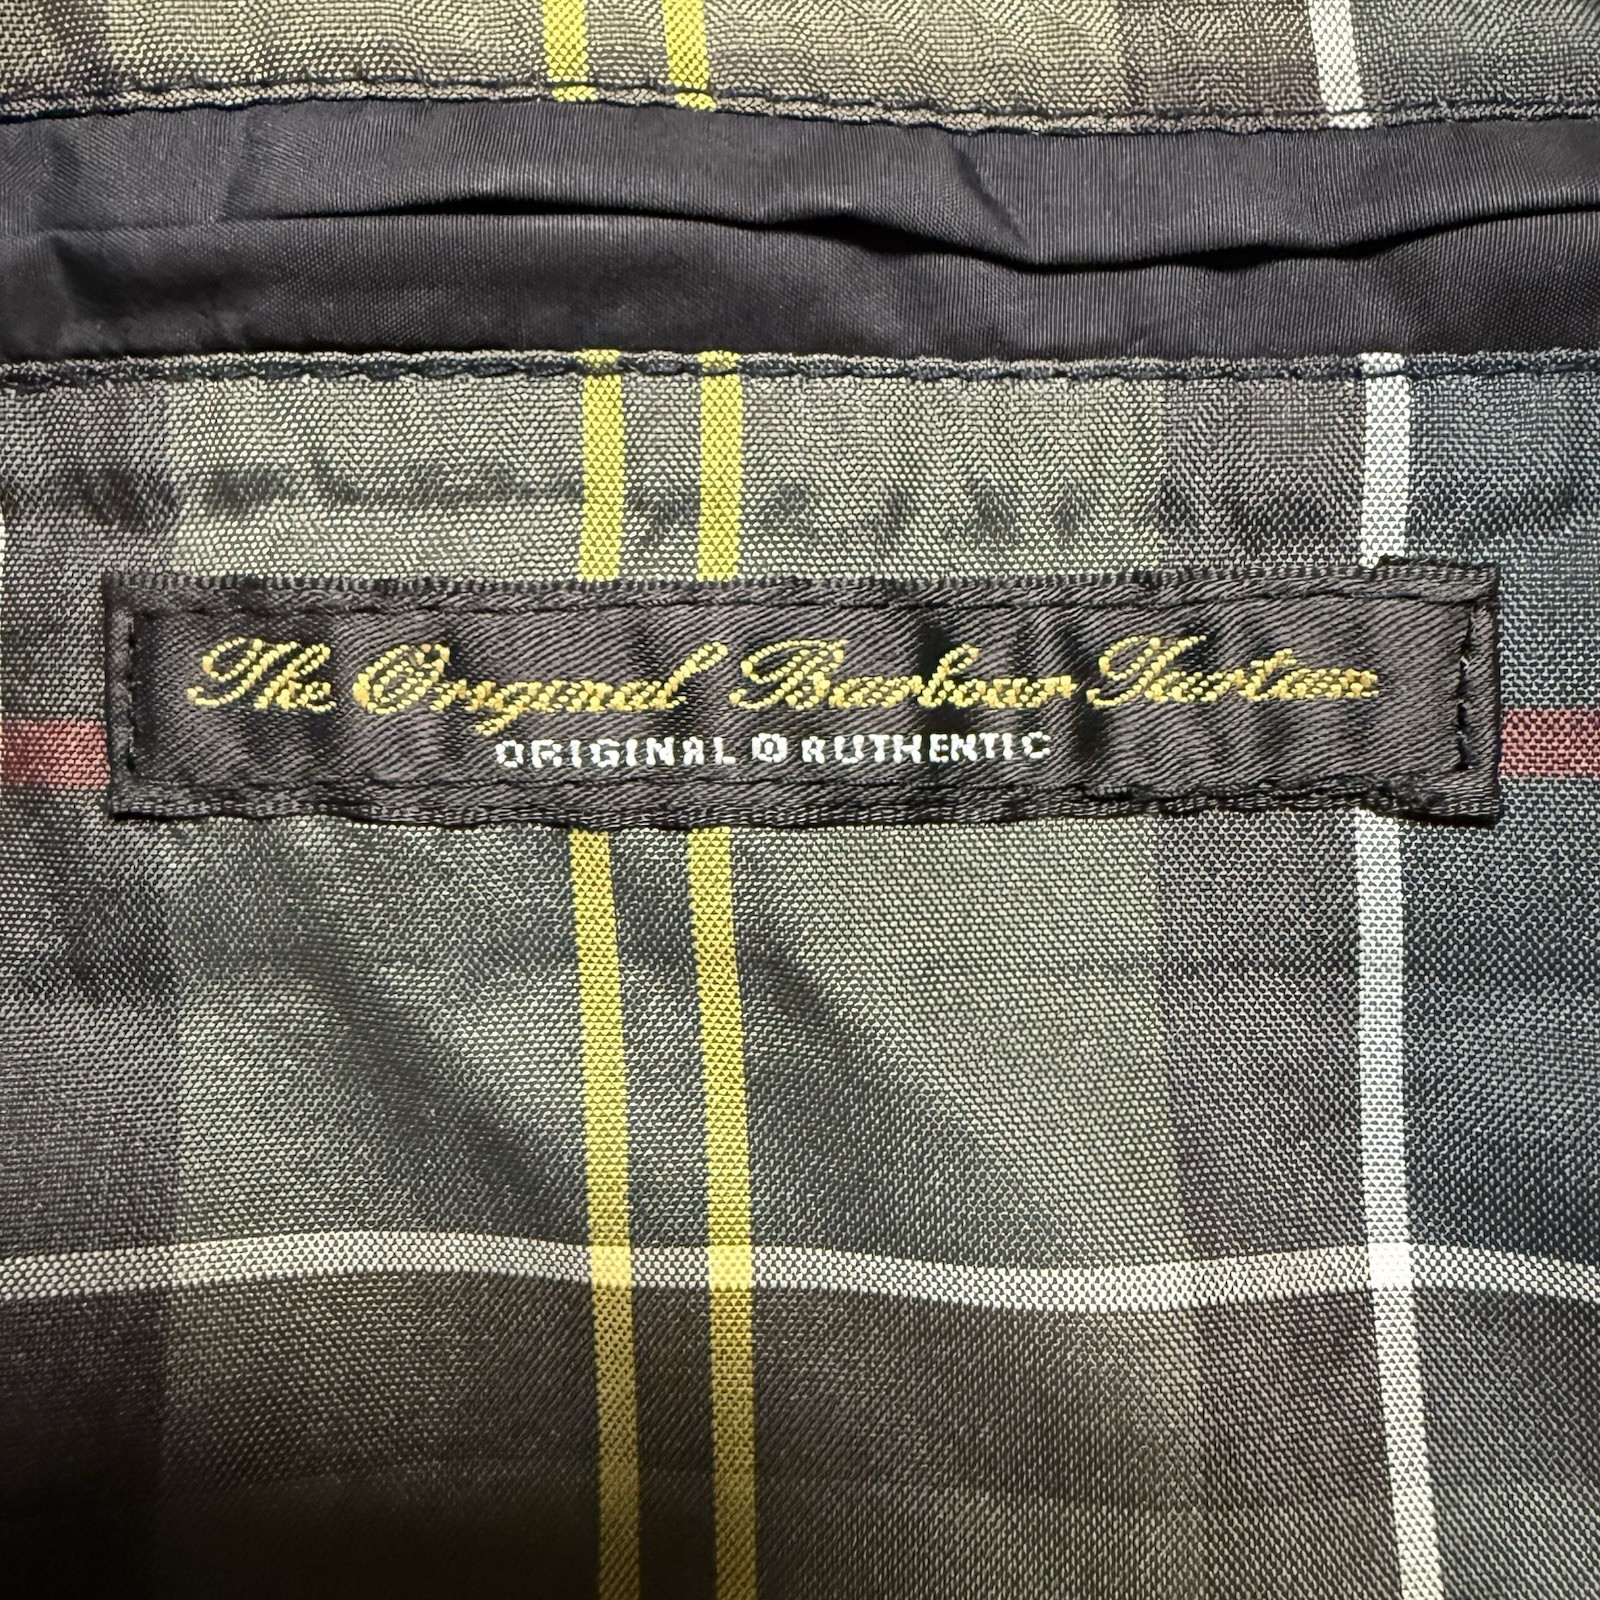 The Original Barbour Tartan
ORIGINAL & AUTHENTIC